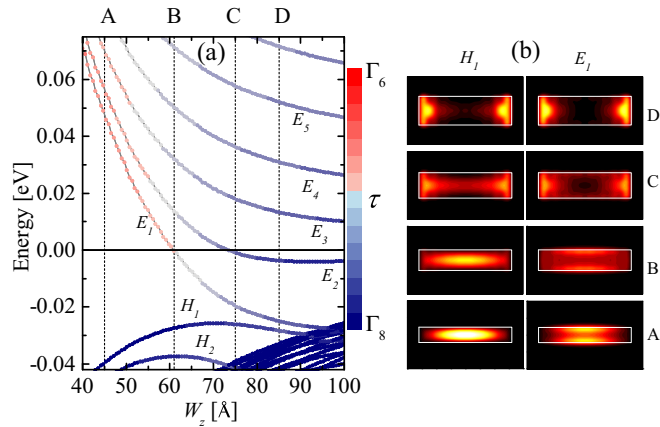 A B C D
(a)
(b)
0.06
0.04
0.02
0.00
-0.02
-0.04
Energy [eV]
E₁
E₅
E₄
E₃
E₂
H₁
H₂
40 50 60 70 80 90 100
W_z [Å]
Γ₆
τ
Γ₈
H₁ E₁
D
C
B
A